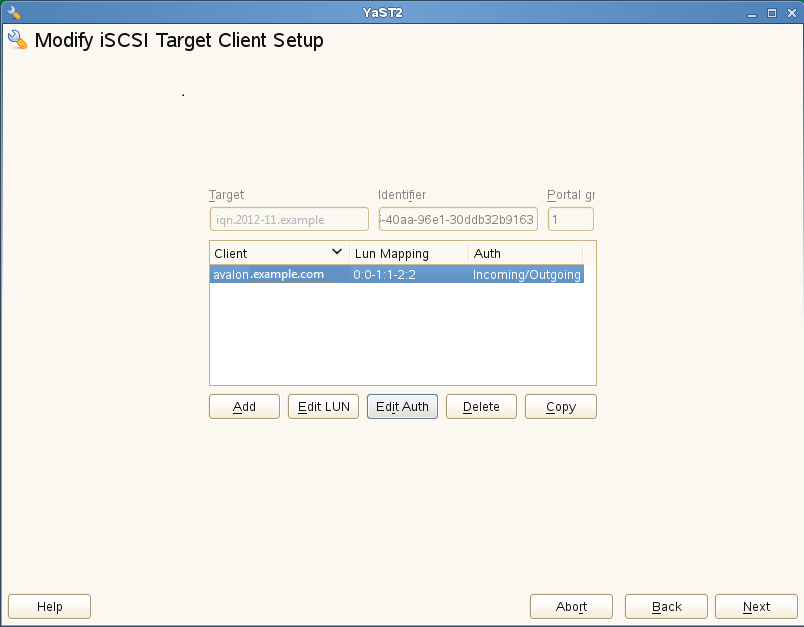 YaST2
Modify iSCSI Target Client Setup
.
Target Identifier Portal gr
iqn.2012-11.example i-40aa-96e1-30ddb32b9163 1
Client Lun Mapping Auth
avalon.example.com 0:0-1:1-2:2 Incoming/Outgoing
Add Edit LUN Edit Auth Delete Copy
Help Abort Back Next